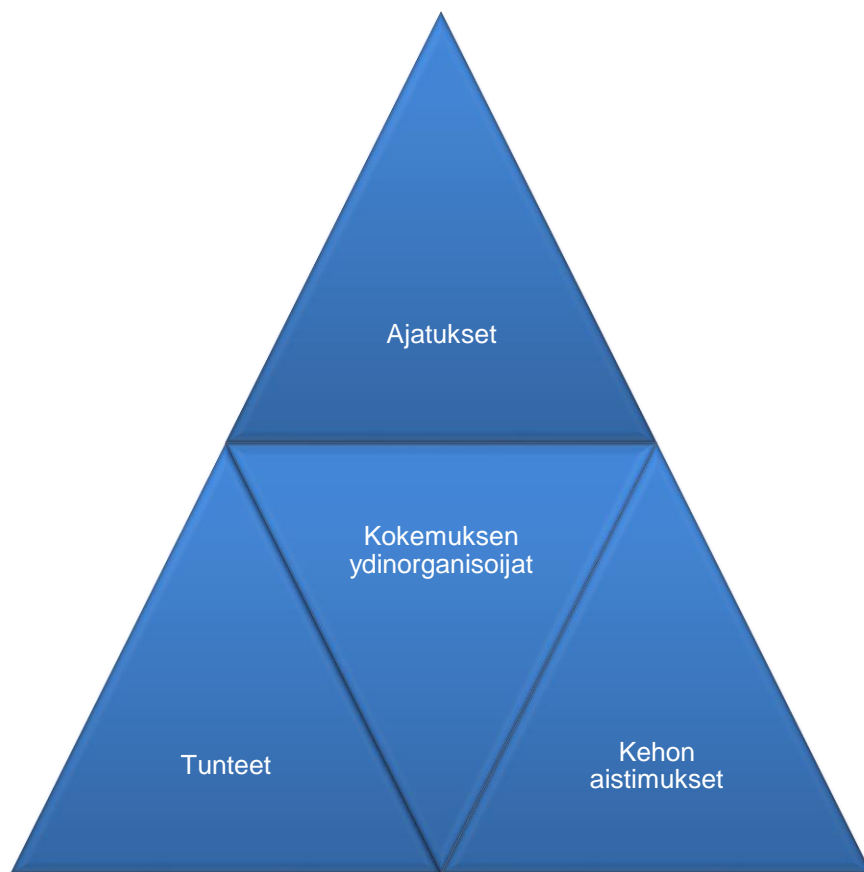 Ajatukset
Kokemuksen
ydinorganisoijat
Tunteet
Kehon
aistimukset